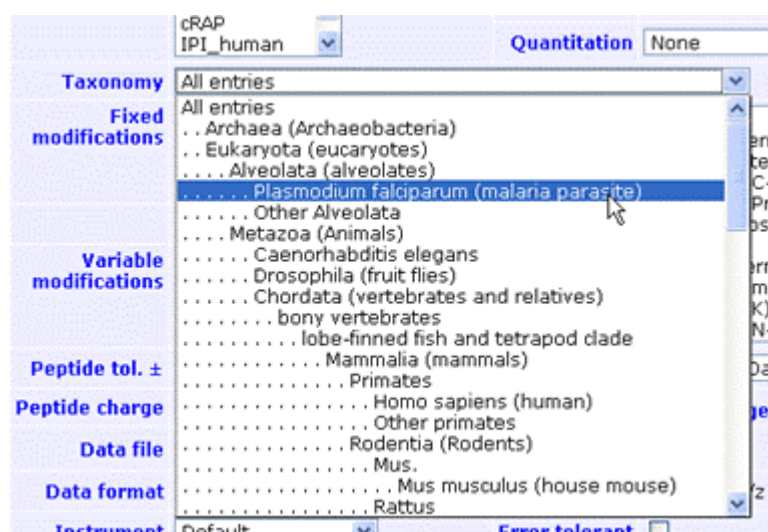 cRAP
IPI_human
Quantitation None
Taxonomy All entries
All entries
Fixed modifications
. . Archaea (Archaeobacteria)
. . Eukaryota (eucaryotes)
. . . . Alveolata (alveolates)
. . . . . . Plasmodium falciparum (malaria parasite)
. . . . . . Other Alveolata
. . . . Metazoa (Animals)
Variable modifications
. . . . . . Caenorhabditis elegans
. . . . . . Drosophila (fruit flies)
. . . . . . Chordata (vertebrates and relatives)
. . . . . . . . bony vertebrates
. . . . . . . . . . lobe-finned fish and tetrapod clade
Peptide tol. ±
. . . . . . . . . . . . Mammalia (mammals)
. . . . . . . . . . . . . . Primates
Peptide charge
. . . . . . . . . . . . . . . . Homo sapiens (human)
. . . . . . . . . . . . . . . . Other primates
Data file
. . . . . . . . . . . . . . Rodentia (Rodents)
. . . . . . . . . . . . . . . . Mus.
Data format
. . . . . . . . . . . . . . . . . . Mus musculus (house mouse)
. . . . . . . . . . . . . . . . Rattus
Instrument Default Error tolerant